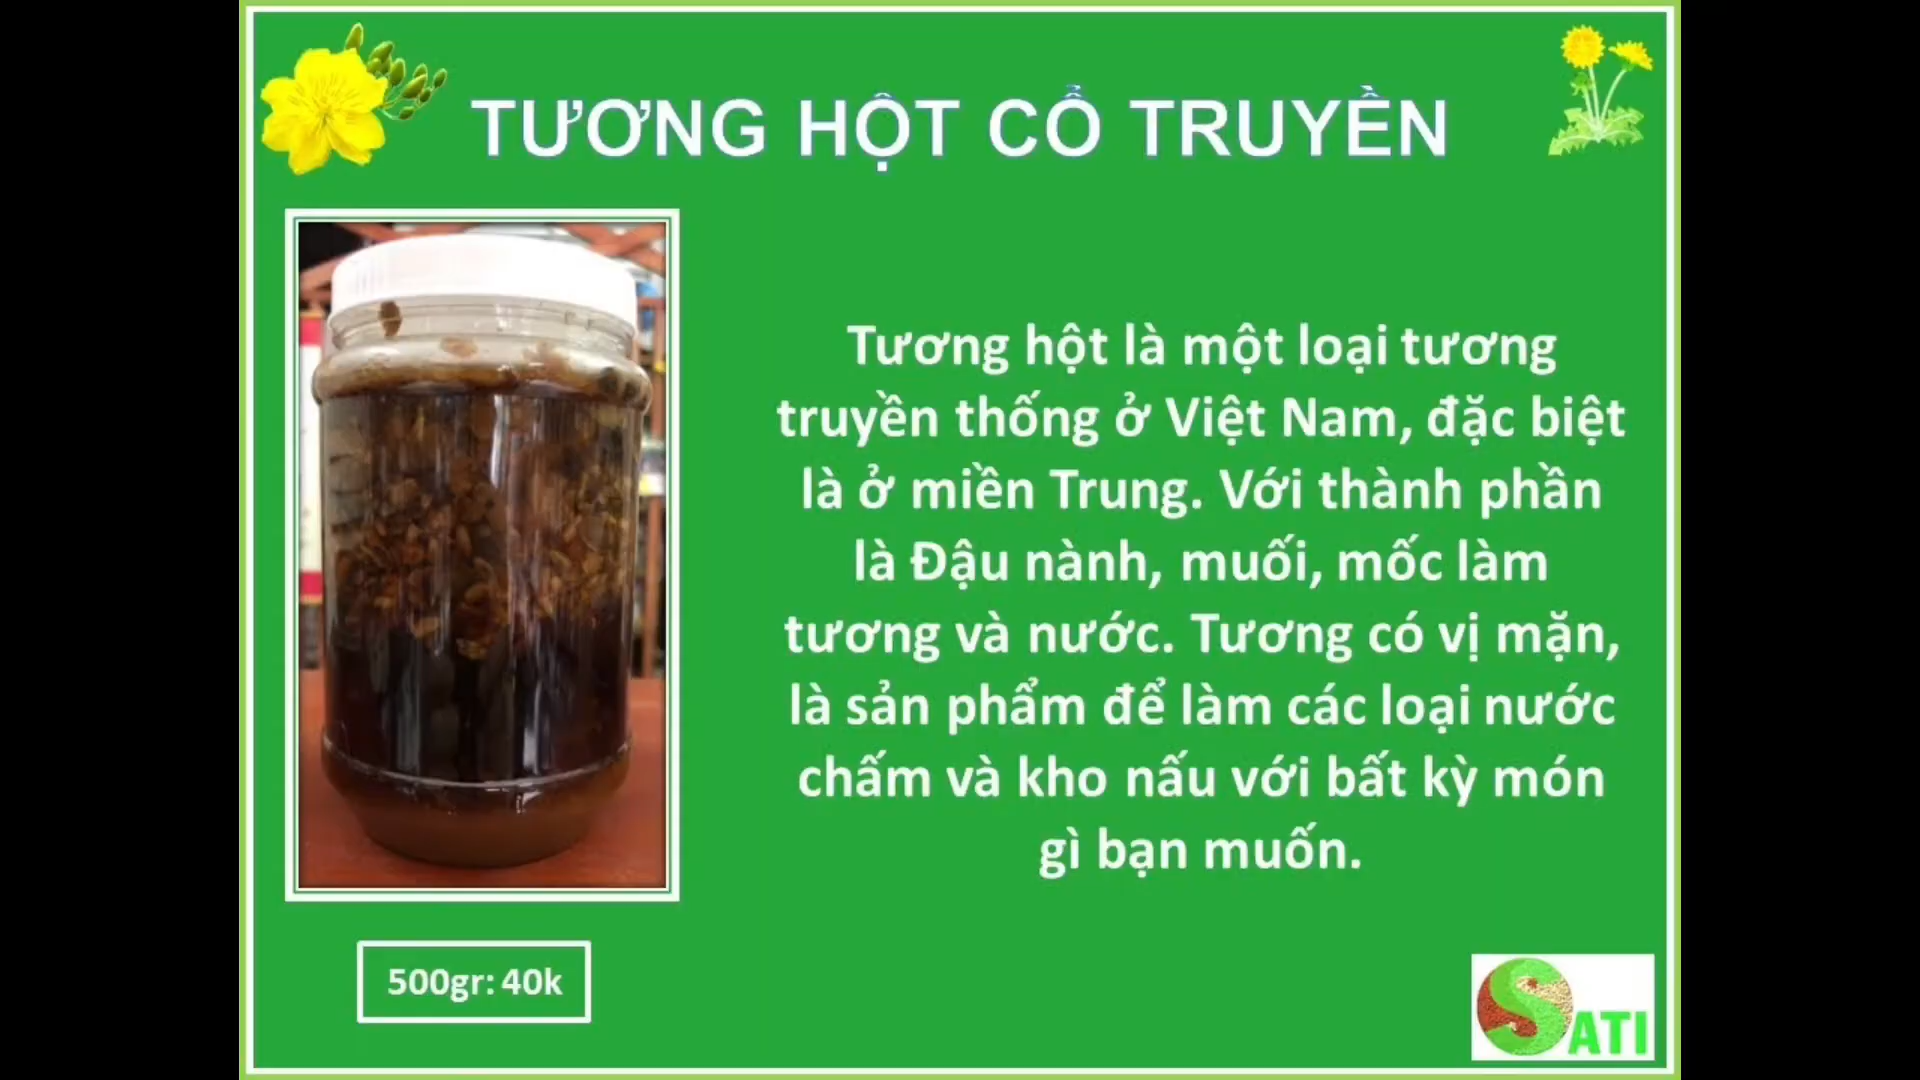 TƯƠNG HỘT CỔ TRUYỀN
Tương hột là một loại tương
truyền thống ở Việt Nam, đặc biệt
là ở miền Trung. Với thành phần
là Đậu nành, muối, mốc làm
tương và nước. Tương có vị mặn,
là sản phẩm để làm các loại nước
chấm và kho nấu với bất kỳ món
gì bạn muốn.
500gr: 40k
SATI